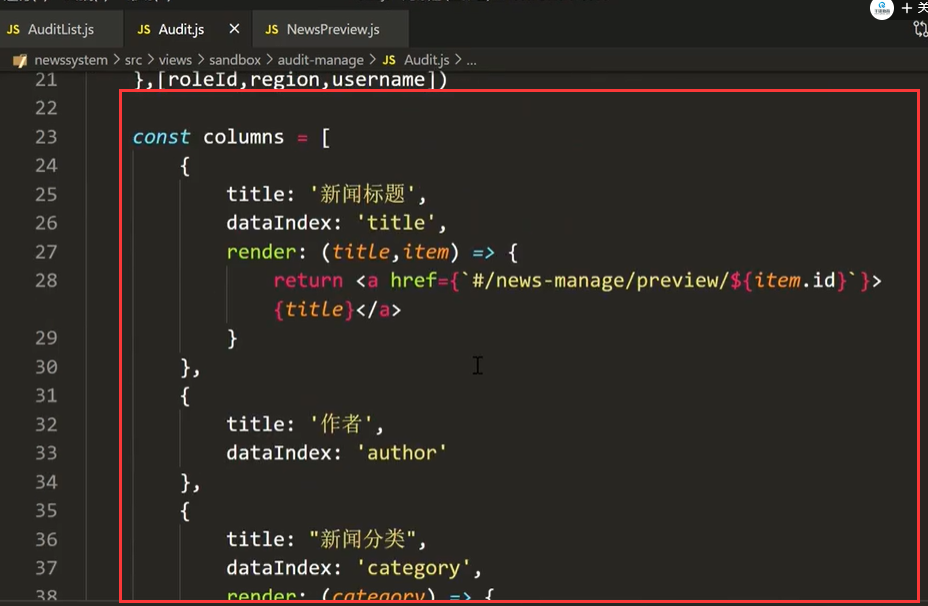 JS AuditList.js JS Audit.js × JS NewsPreview.js
newssystem > src > views > sandbox > audit-manage > JS Audit.js > ...
21 },[roleId,region,username])
22
23 const columns = [
24 {
25 title: '新闻标题',
26 dataIndex: 'title',
27 render: (title,item) => {
28 return <a href={`#/news-manage/preview/${item.id}`}>
{title}</a>
29 }
30 },
31 {
32 title: '作者',
33 dataIndex: 'author'
34 },
35 {
36 title: "新闻分类",
37 dataIndex: 'category',
38 render: (category) => {